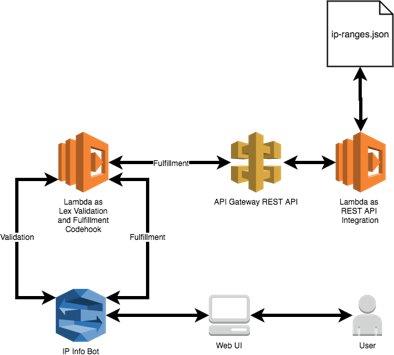 ip-ranges.json
Fulfillment
Lambda as
Lex Validation
and Fulfillment
Codehook
API Gateway REST API
Lambda as
REST API
Integration
Validation
Fulfillment
IP Info Bot
Web UI
User